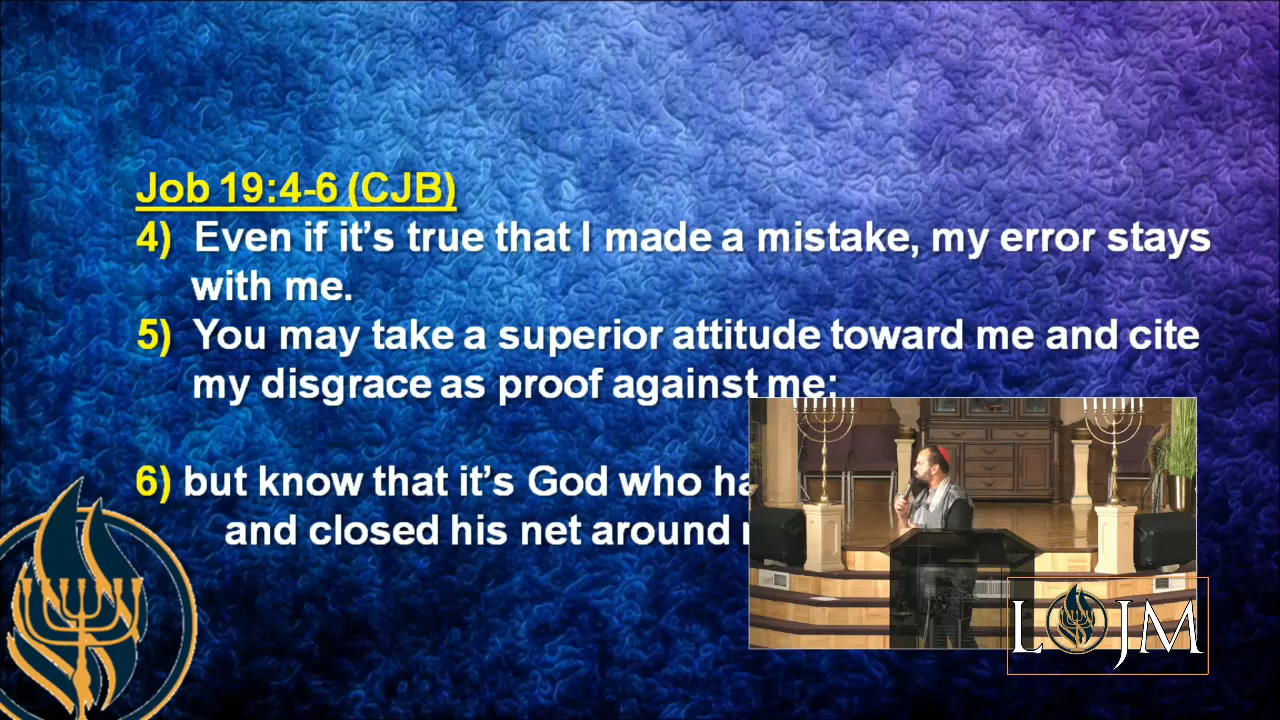 Job 19:4-6 (CJB)
4) Even if it's true that I made a mistake, my error stays
with me.
5) You may take a superior attitude toward me and cite
my disgrace as proof against me;
6) but know that it's God who
and closed his net around
L JM